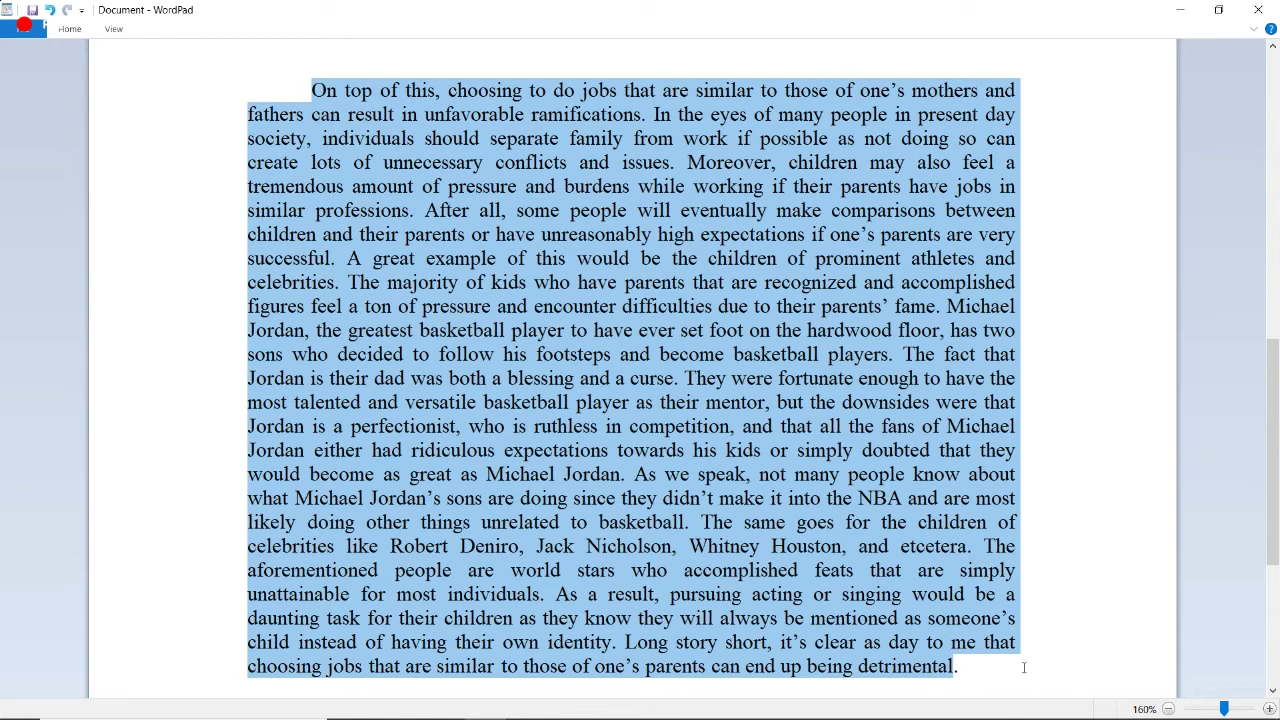 Document - WordPad
Home
View
On top of this, choosing to do jobs that are similar to those of one’s mothers and
fathers can result in unfavorable ramifications. In the eyes of many people in present day
society, individuals should separate family from work if possible as not doing so can
create lots of unnecessary conflicts and issues. Moreover, children may also feel a
tremendous amount of pressure and burdens while working if their parents have jobs in
similar professions. After all, some people will eventually make comparisons between
children and their parents or have unreasonably high expectations if one’s parents are very
successful. A great example of this would be the children of prominent athletes and
celebrities. The majority of kids who have parents that are recognized and accomplished
figures feel a ton of pressure and encounter difficulties due to their parents’ fame. Michael
Jordan, the greatest basketball player to have ever set foot on the hardwood floor, has two
sons who decided to follow his footsteps and become basketball players. The fact that
Jordan is their dad was both a blessing and a curse. They were fortunate enough to have the
most talented and versatile basketball player as their mentor, but the downsides were that
Jordan is a perfectionist, who is ruthless in competition, and that all the fans of Michael
Jordan either had ridiculous expectations towards his kids or simply doubted that they
would become as great as Michael Jordan. As we speak, not many people know about
what Michael Jordan’s sons are doing since they didn’t make it into the NBA and are most
likely doing other things unrelated to basketball. The same goes for the children of
celebrities like Robert Deniro, Jack Nicholson, Whitney Houston, and etcetera. The
aforementioned people are world stars who accomplished feats that are simply
unattainable for most individuals. As a result, pursuing acting or singing would be a
daunting task for their children as they know they will always be mentioned as someone’s
child instead of having their own identity. Long story short, it’s clear as day to me that
choosing jobs that are similar to those of one’s parents can end up being detrimental.
160%